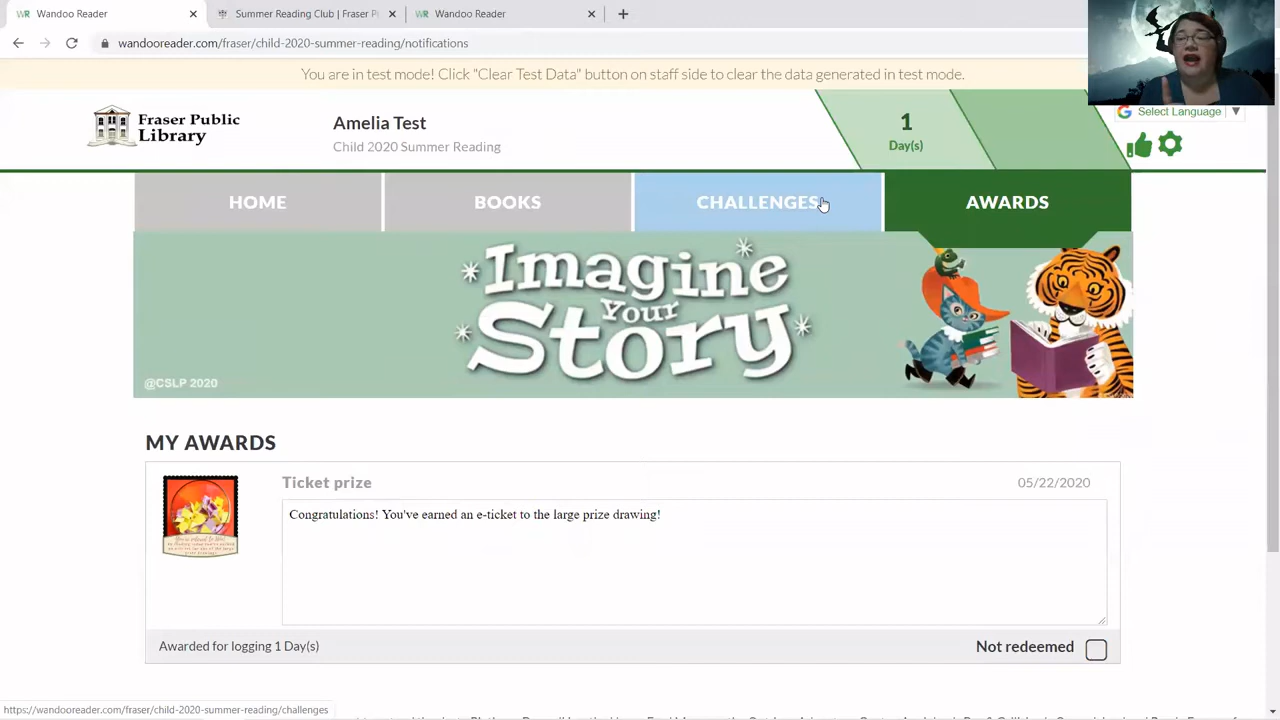 Wandoo Reader
Summer Reading Club | Fraser P
Wandoo Reader
wandooreader.com/fraser/child-2020-summer-reading/notifications
You are in test mode! Click "Clear Test Data" button on staff side to clear the data generated in test mode.
Fraser Public
Library
Amelia Test
Child 2020 Summer Reading
1
Day(s)
Select Language
HOME
BOOKS
CHALLENGES
AWARDS
Imagine
Your
Story
@CSLP 2020
MY AWARDS
Ticket prize
05/22/2020
Congratulations! You've earned an e-ticket to the large prize drawing!
Awarded for logging 1 Day(s)
Not redeemed
https://wandooreader.com/fraser/child-2020-summer-reading/challenges